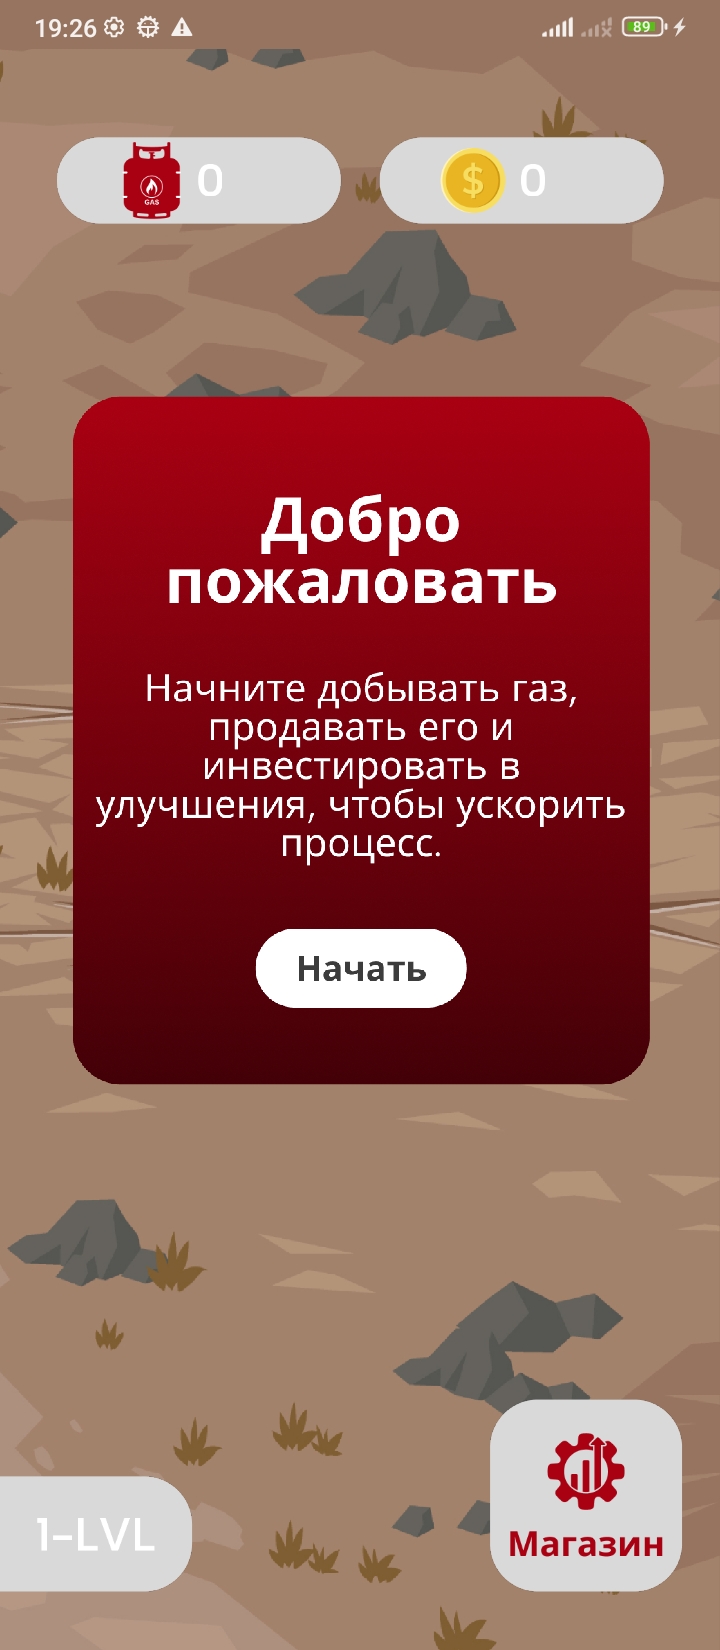 19:26
89
GAS
0
$
0
Добро
пожаловать
Начните добывать газ,
продавать его и
инвестировать в
улучшения, чтобы ускорить
процесс.
Начать
1-LVL
Магазин